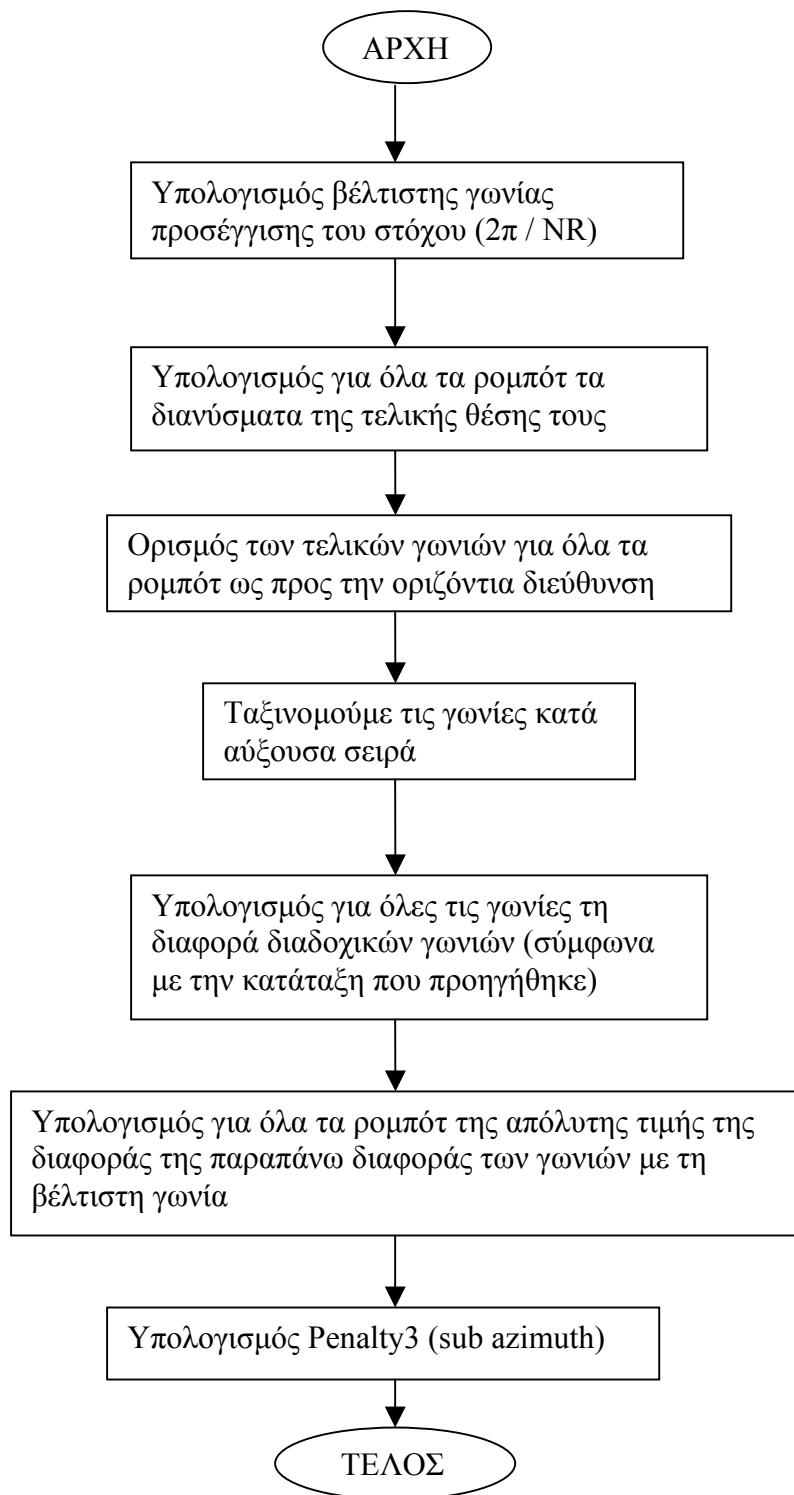 ΑΡΧΗ
Υπολογισμός βέλτιστης γωνίας
προσέγγισης του στόχου (2π / NR)
Υπολογισμός για όλα τα ρομπότ τα
διανύσματα της τελικής θέσης τους
Ορισμός των τελικών γωνιών για όλα τα
ρομπότ ως προς την οριζόντια διεύθυνση
Ταξινομούμε τις γωνίες κατά
αύξουσα σειρά
Υπολογισμός για όλες τις γωνίες τη
διαφορά διαδοχικών γωνιών (σύμφωνα
με την κατάταξη που προηγήθηκε)
Υπολογισμός για όλα τα ρομπότ της απόλυτης τιμής της
διαφοράς της παραπάνω διαφοράς των γωνιών με τη
βέλτιστη γωνία
Υπολογισμός Penalty3 (sub azimuth)
ΤΕΛΟΣ